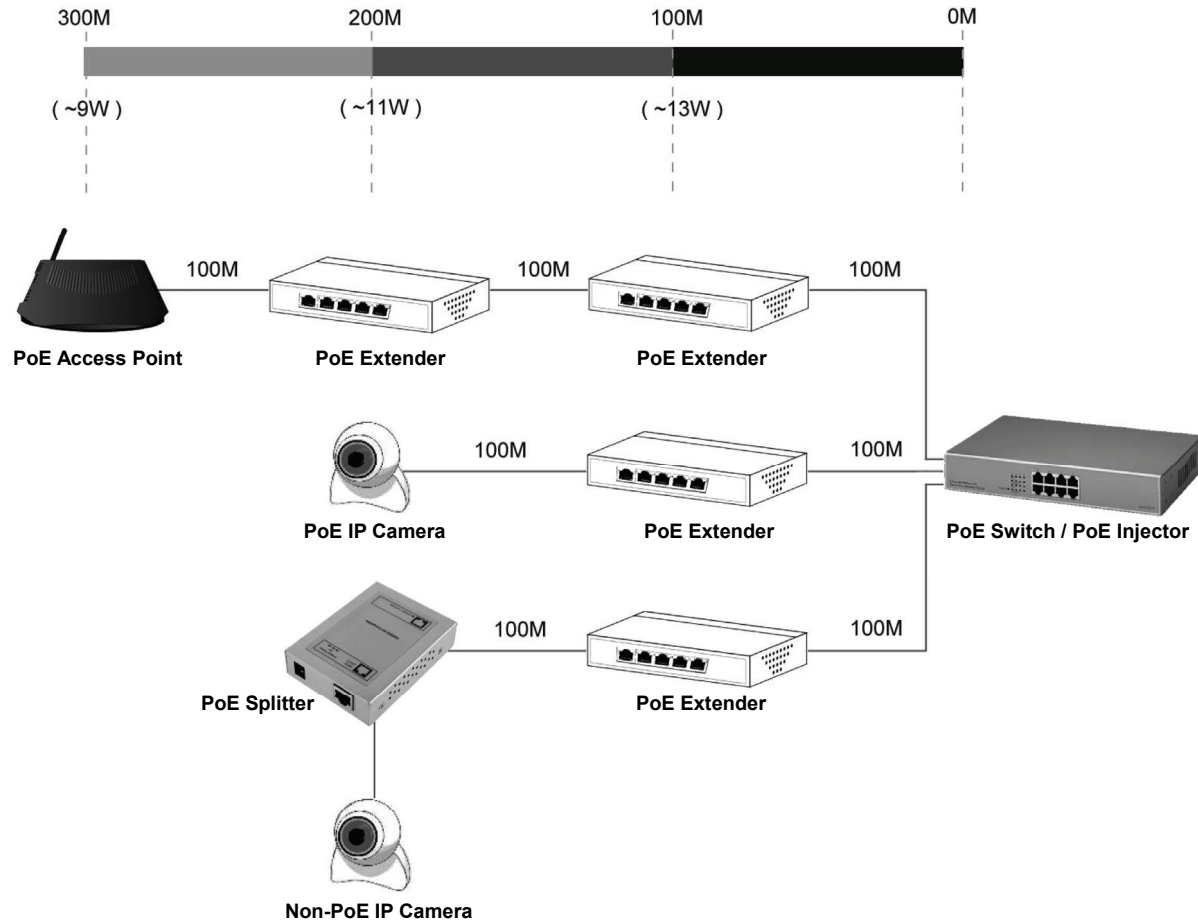 300M 200M 100M 0M
( ~9W ) ( ~11W ) ( ~13W )
100M 100M 100M
PoE Access Point PoE Extender PoE Extender
100M 100M
PoE IP Camera PoE Extender PoE Switch / PoE Injector
100M 100M
PoE Splitter PoE Extender
Non-PoE IP Camera